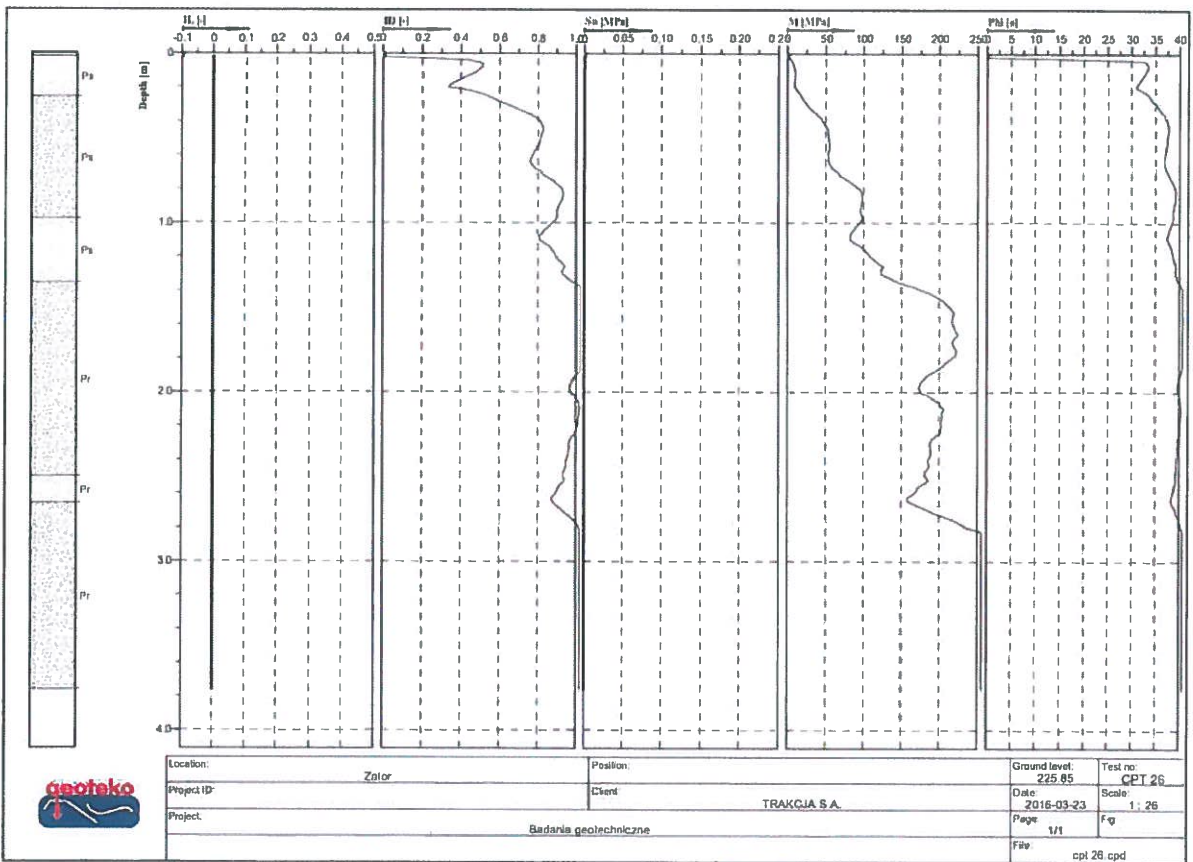 IL [-] ID [-] Su [MPa] M [MPa] Phi [s]
-0.1 0 0.1 0.2 0.3 0.4 0.5
0 0.2 0.4 0.6 0.8 1.0
0 0.05 0.10 0.15 0.20 0.25
0 50 100 150 200 250
0 5 10 15 20 25 30 35 40
Depth [m]
0
1.0
2.0
3.0
4.0
Ps
Ps
Ps
Pr
Pr
Pr
geoteko
Location:
Zator
Position:
Ground level:
225.85
Test no:
CPT 26
Project ID:
Client
TRAKCJA S.A.
Date:
2016-03-23
Scale:
1 : 26
Project:
Badania geotechniczne
Page
1/1
Fig
File:
cpt 26.cpd